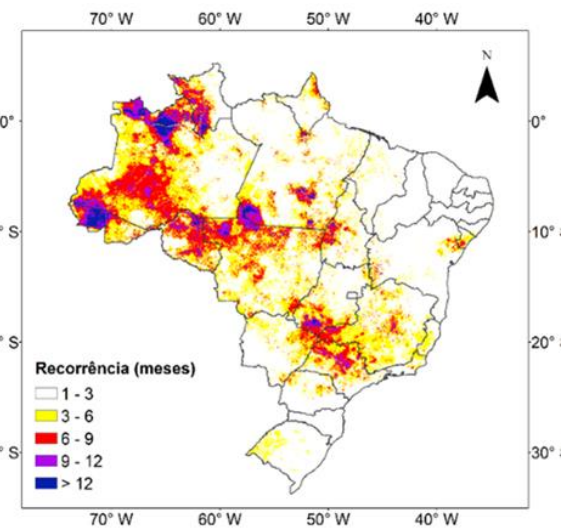 70° W 60° W 50° W 40° W
N
0° 0°
10° S
° S
20° S
° S
Recorrência (meses)
1 - 3
3 - 6
6 - 9
9 - 12
> 12
° S 30° S
70° W 60° W 50° W 40° W